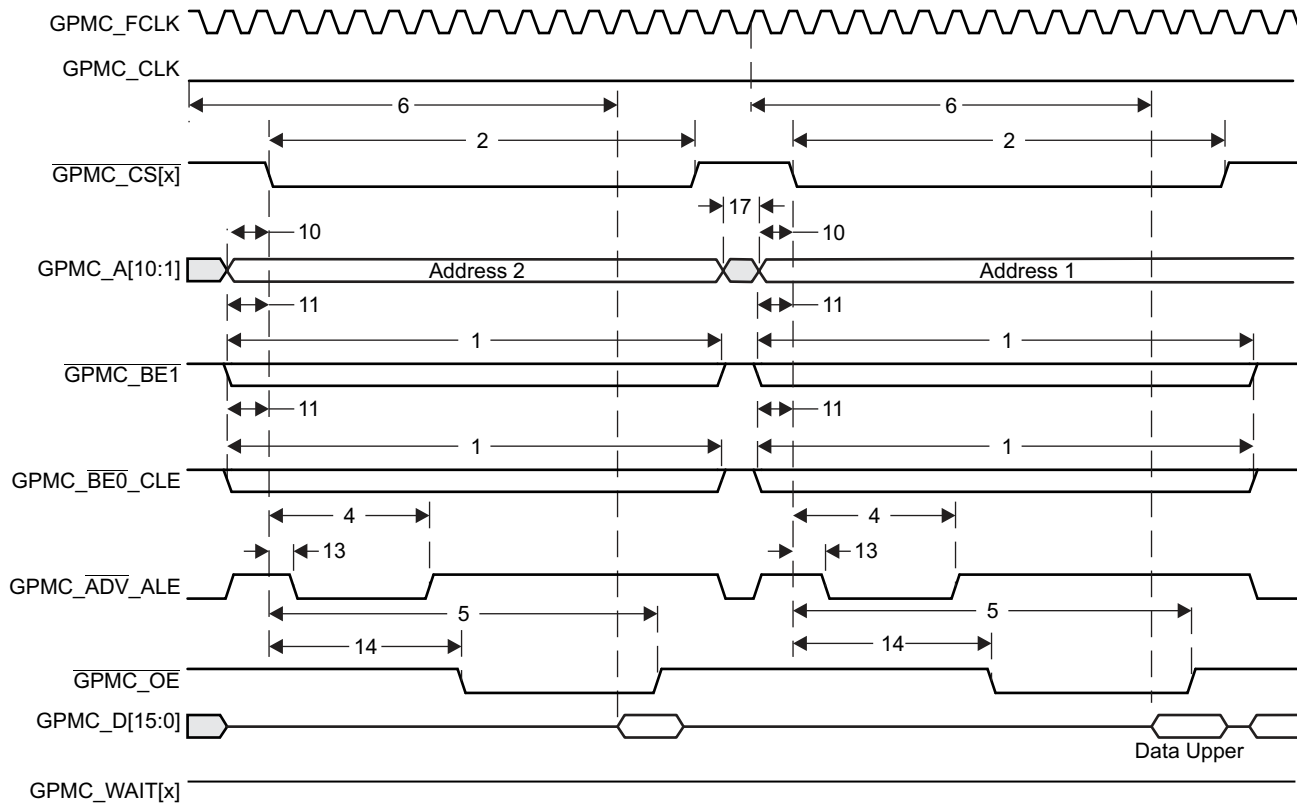 GPMC_FCLK
GPMC_CLK
6 6
2 2
GPMC_CS[x]
17
10 10
GPMC_A[10:1] Address 2 Address 1
11 11
1 1
GPMC_BE1
11 11
1 1
GPMC_BE0_CLE
4 4
13 13
GPMC_ADV_ALE
5 5
14 14
GPMC_OE
GPMC_D[15:0]
Data Upper
GPMC_WAIT[x]